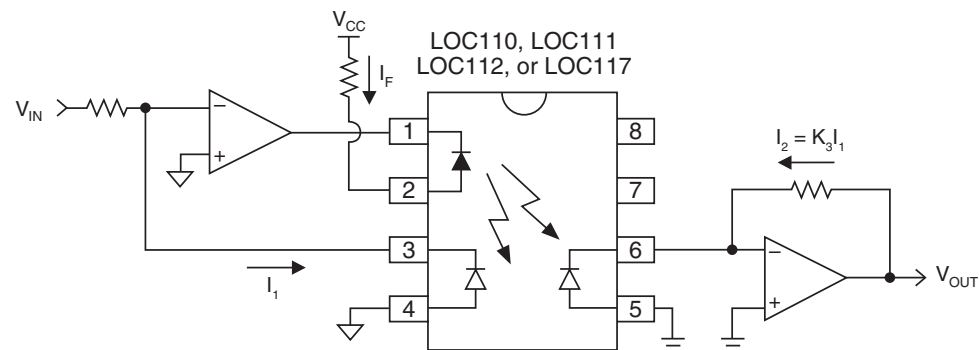 V_CC
LOC110, LOC111
LOC112, or LOC117
I_F
V_IN
−
+
1
2
3
4
8
7
6
5
I_1
I_2 = K_3I_1
−
+
V_OUT